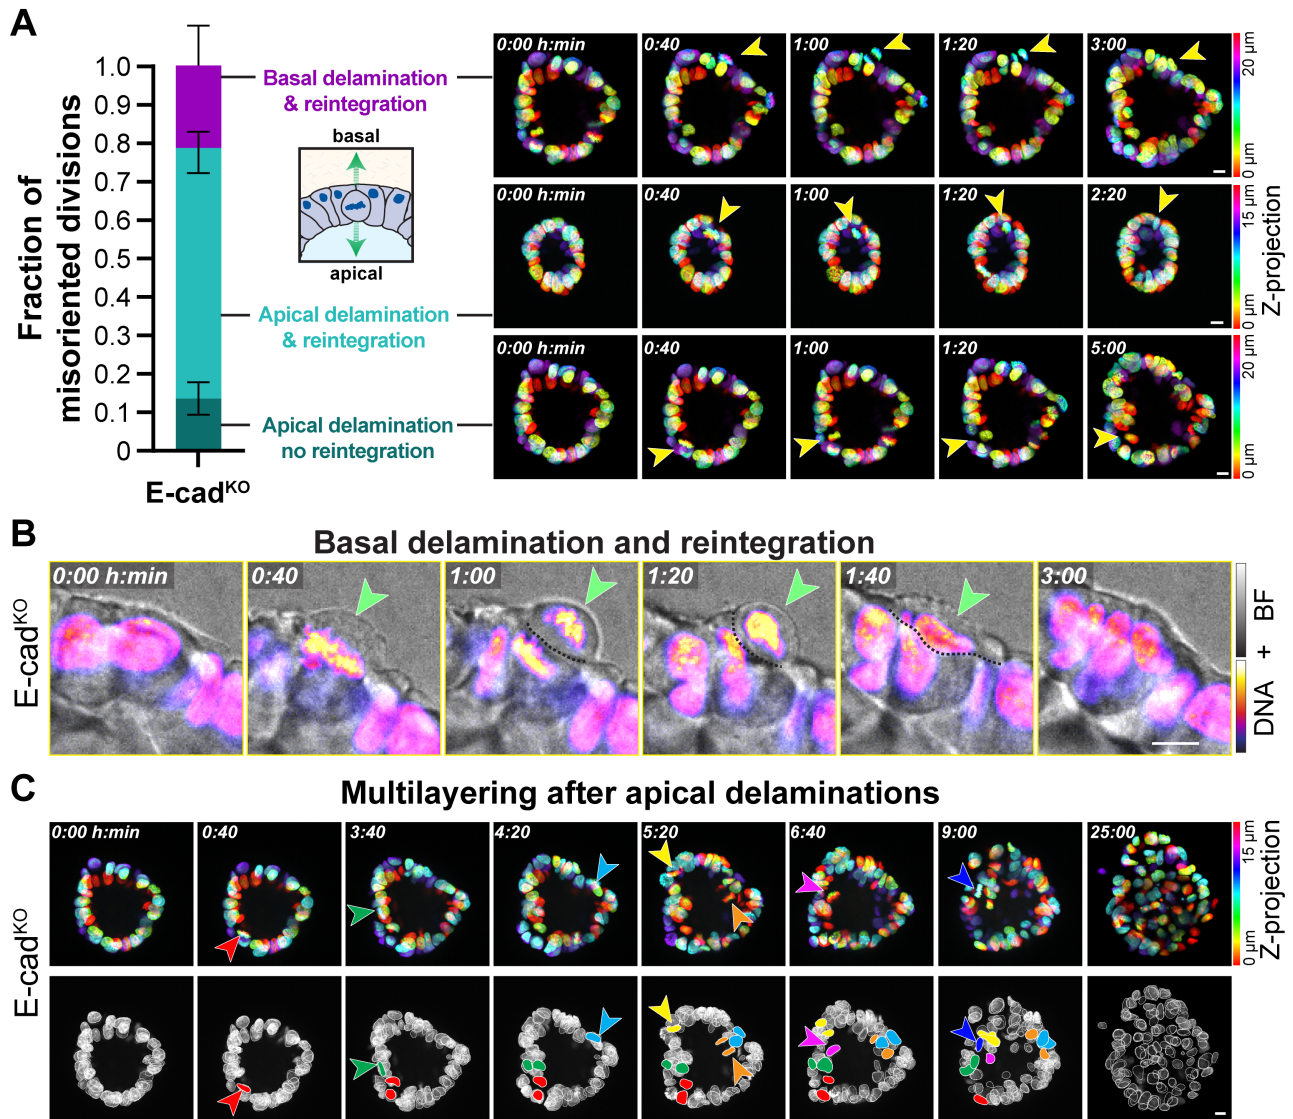 A
Fraction of
misoriented divisions
1.0
0.9
0.8
0.7
0.6
0.5
0.4
0.3
0.2
0.1
0
E-cadKO
Basal delamination
& reintegration
basal
apical
Apical delamination
& reintegration
Apical delamination
no reintegration
0:00 h:min
0:40
1:00
1:20
3:00
0 µm
20 µm
0:00 h:min
0:40
1:00
1:20
2:20
0 µm
15 µm
Z-projection
0:00 h:min
0:40
1:00
1:20
5:00
0 µm
20 µm
B
Basal delamination and reintegration
E-cadKO
0:00 h:min
0:40
1:00
1:20
1:40
3:00
DNA + BF
C
Multilayering after apical delaminations
E-cadKO
0:00 h:min
0:40
3:40
4:20
5:20
6:40
9:00
25:00
0 µm
15 µm
Z-projection
E-cadKO